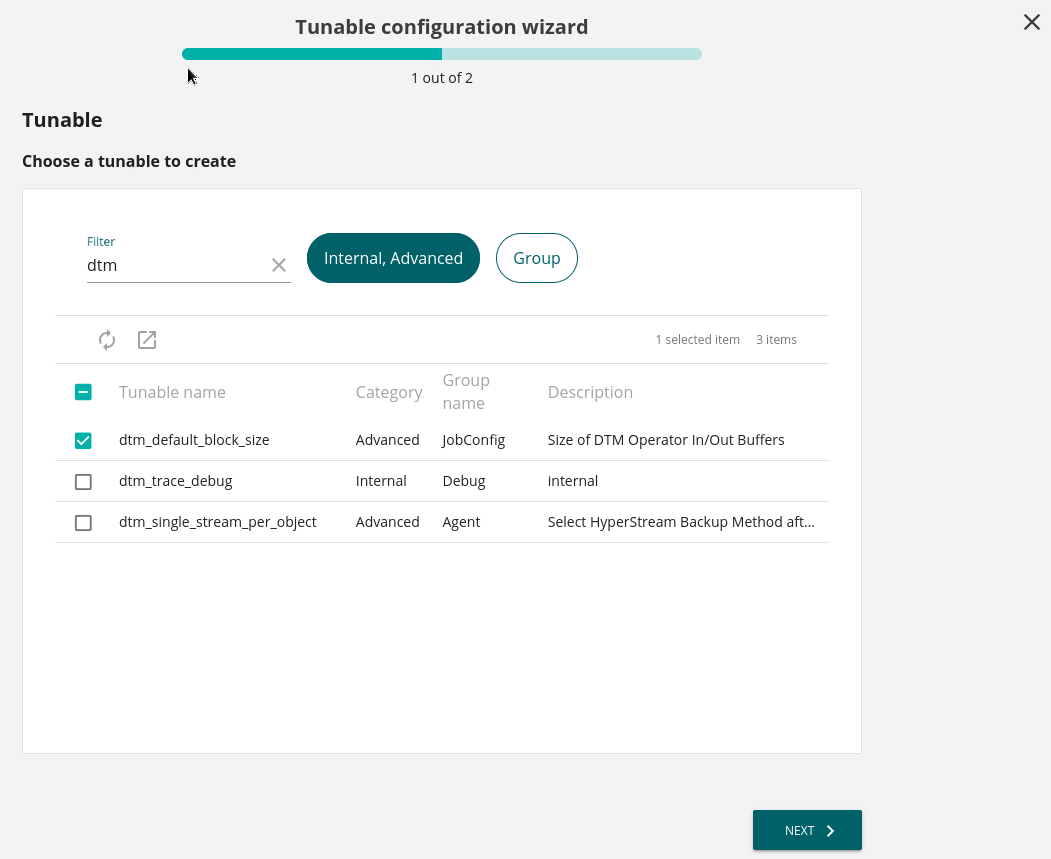 Tunable configuration wizard
1 out of 2
Tunable
Choose a tunable to create
Filter
dtm
Internal, Advanced
Group
1 selected item 3 items
Tunable name Category Group name Description
dtm_default_block_size Advanced JobConfig Size of DTM Operator In/Out Buffers
dtm_trace_debug Internal Debug internal
dtm_single_stream_per_object Advanced Agent Select HyperStream Backup Method aft...
NEXT